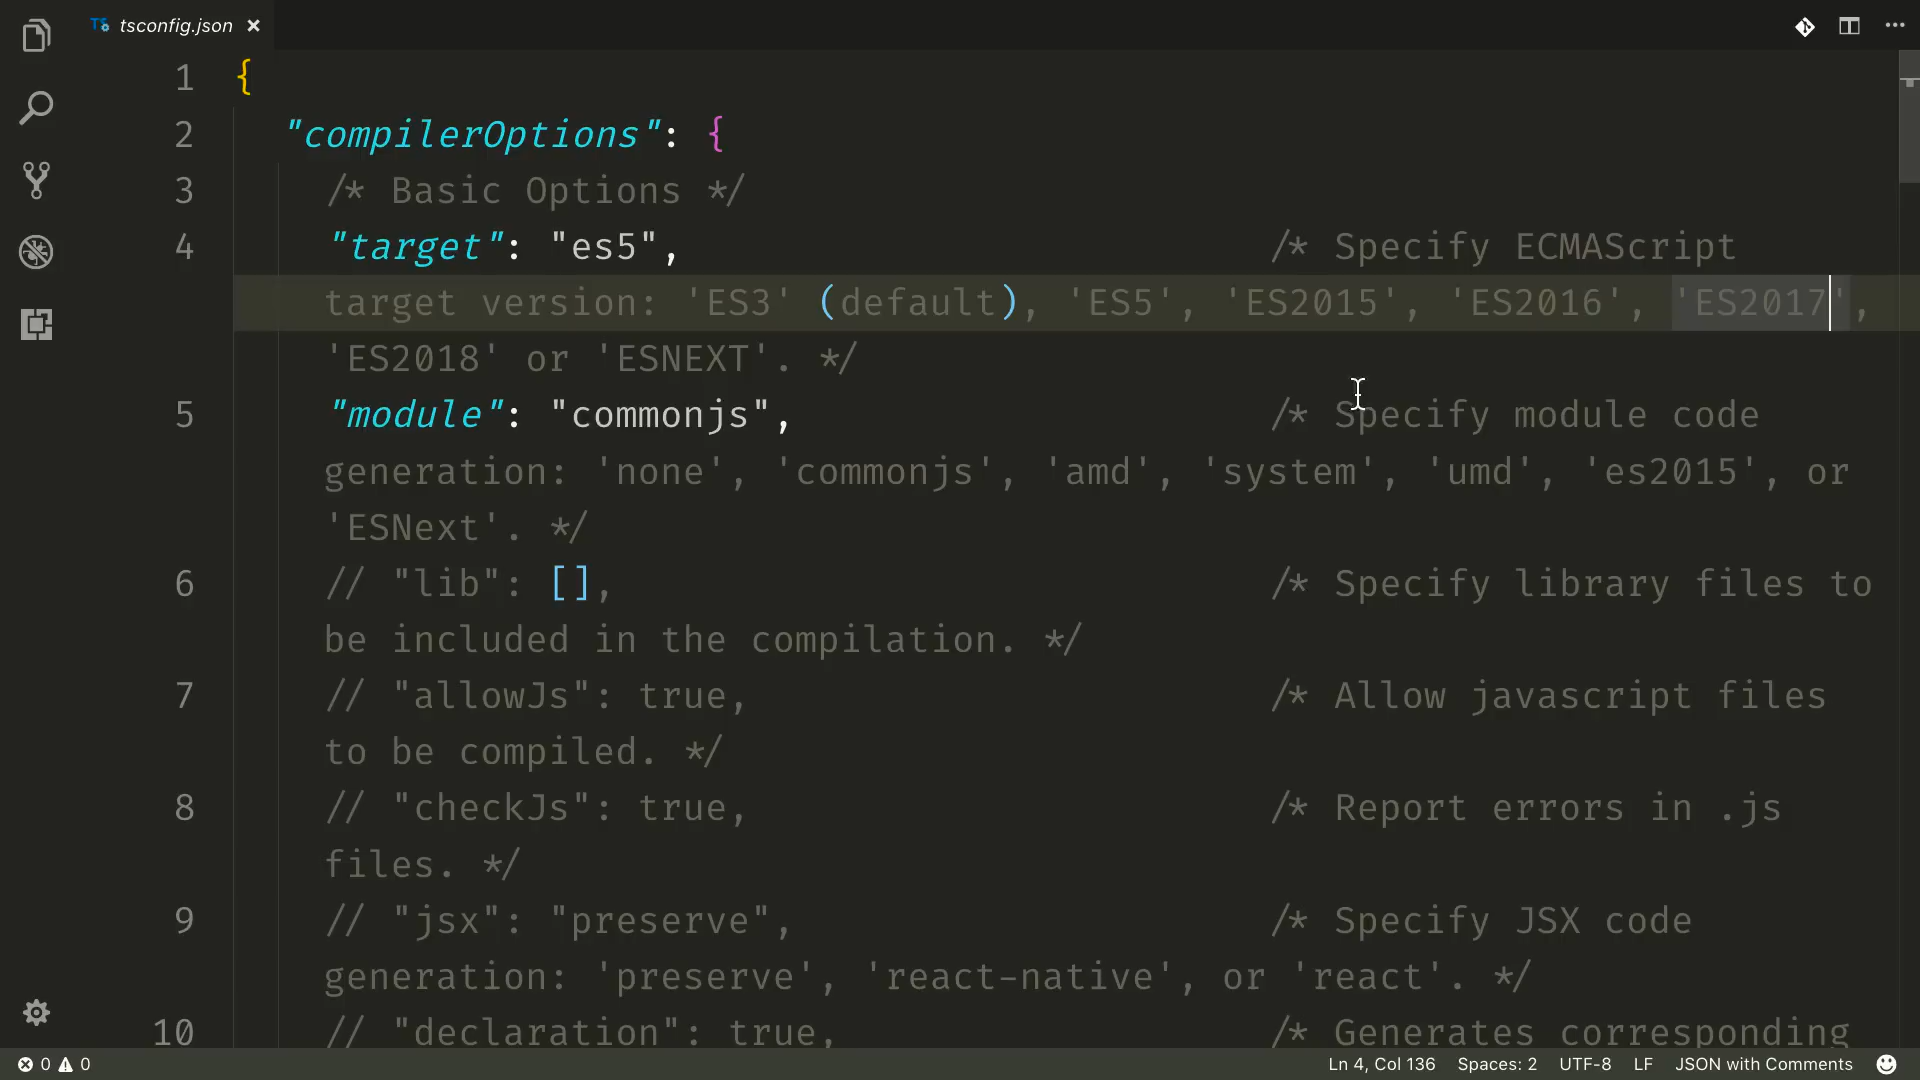 tsconfig.json
1 {
2 "compilerOptions": {
3 /* Basic Options */
4 "target": "es5", /* Specify ECMAScript
target version: 'ES3' (default), 'ES5', 'ES2015', 'ES2016', 'ES2017',
'ES2018' or 'ESNEXT'. */
5 "module": "commonjs", /* Specify module code
generation: 'none', 'commonjs', 'amd', 'system', 'umd', 'es2015', or
'ESNext'. */
6 // "lib": [], /* Specify library files to
be included in the compilation. */
7 // "allowJs": true, /* Allow javascript files
to be compiled. */
8 // "checkJs": true, /* Report errors in .js
files. */
9 // "jsx": "preserve", /* Specify JSX code
generation: 'preserve', 'react-native', or 'react'. */
10 // "declaration": true, /* Generates corresponding
0 0 Ln 4, Col 136 Spaces: 2 UTF-8 LF JSON with Comments